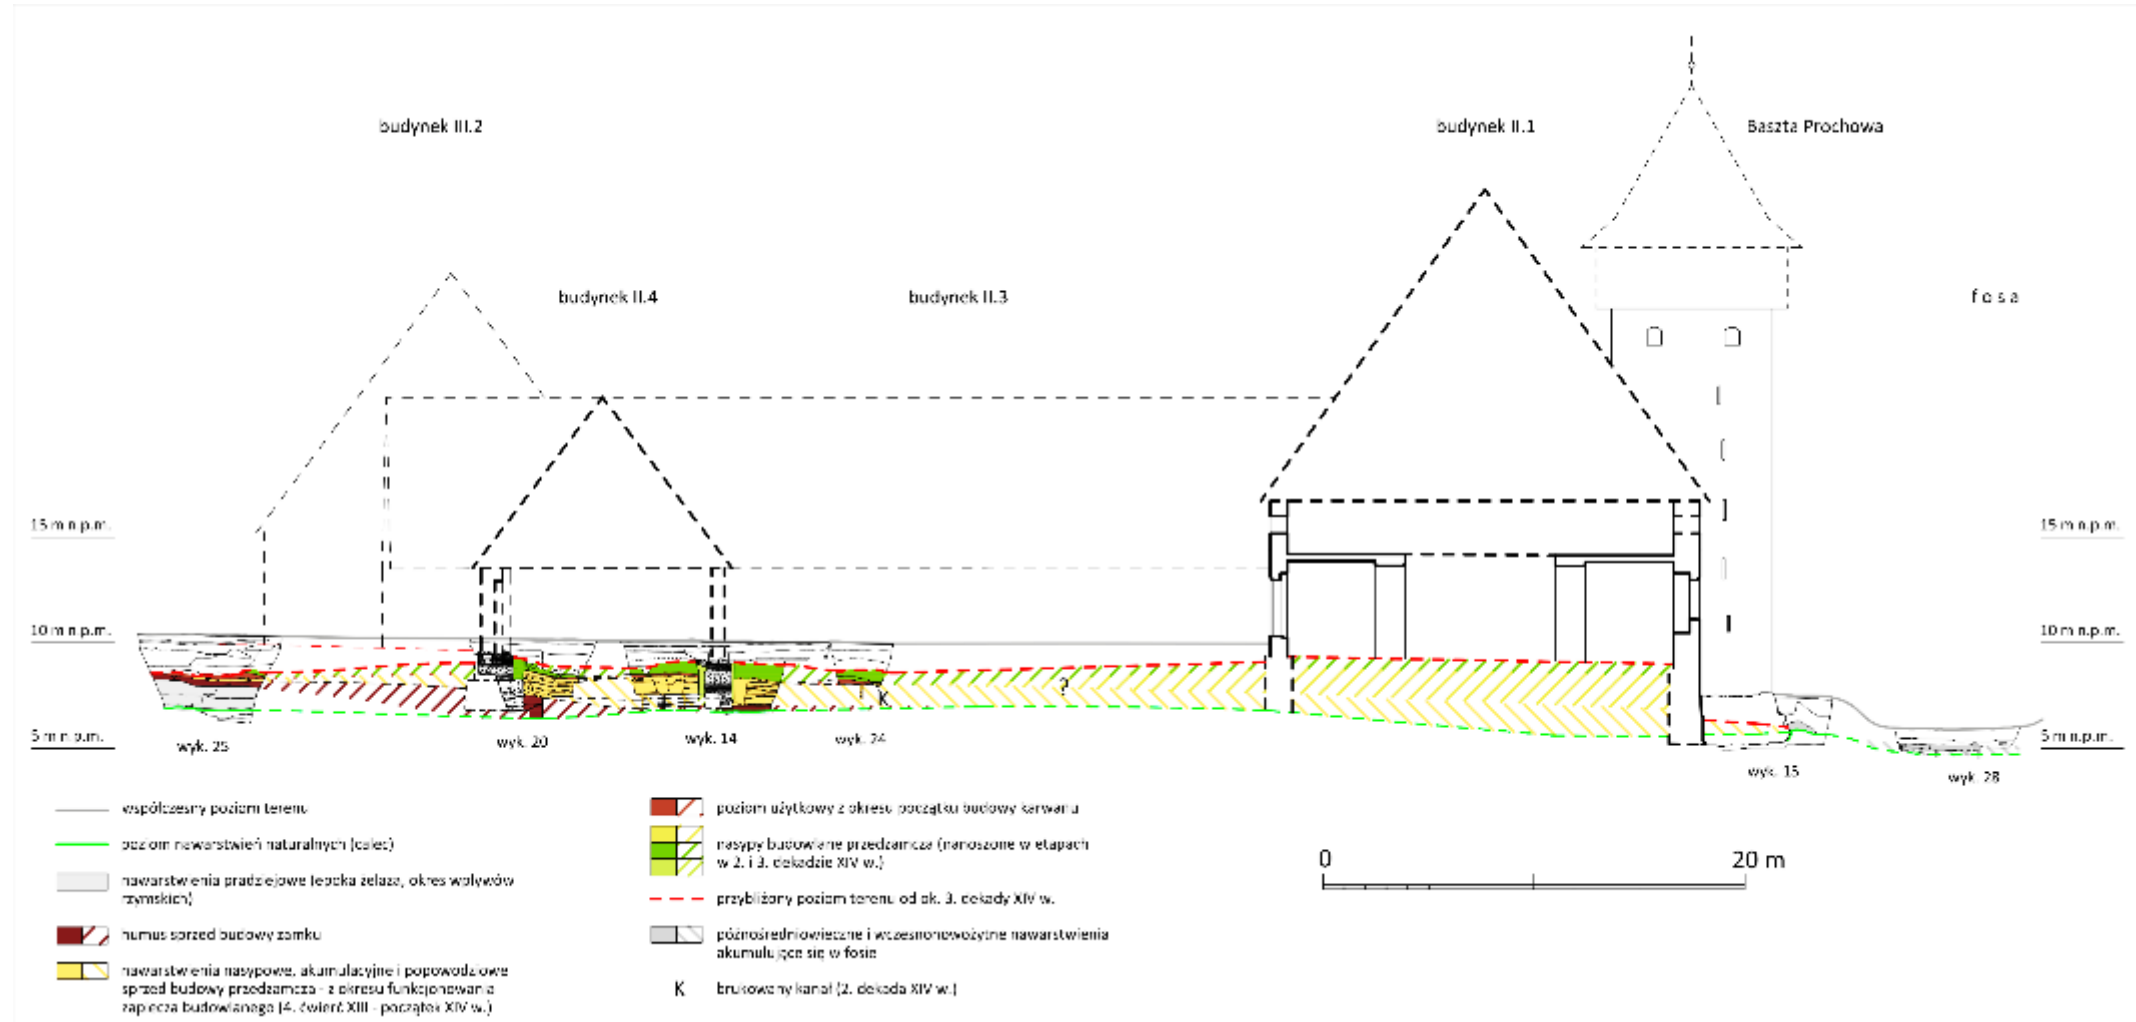 budynek III.2
budynek II.1
Baszta Prochowa
budynek II.4
budynek II.3
fosa
15 m n.p.m.
15 m n.p.m.
10 m n.p.m.
10 m n.p.m.
?
K
5 m n.p.m.
5 m n.p.m.
wyk. 25
wyk. 20
wyk. 14
wyk. 24
wyk. 15
wyk. 28
współczesny poziom terenu
poziom nawarstwień naturalnych (calec)
nawarstwienia pradziejowe (epoka żelaza, okres wpływów
rzymskich)
humus sprzed budowy zamku
nawarstwienia nasypowe, akumulacyjne i popowodziowe
sprzed budowy przedzamcza - z okresu funkcjonowania
zaplecza budowlanego (4. ćwierć XIII - początek XIV w.)
poziom użytkowy z okresu początku budowy karwanu
nasypy budowlane przedzamcza (nanoszone w etapach
w 2. i 3. dekadzie XIV w.)
przybliżony poziom terenu od ok. 3. dekady XIV w.
późnośredniowieczne i wczesnonowożytne nawarstwienia
akumulujące się w fosie
K brukowany kanał (2. dekada XIV w.)
0 20 m